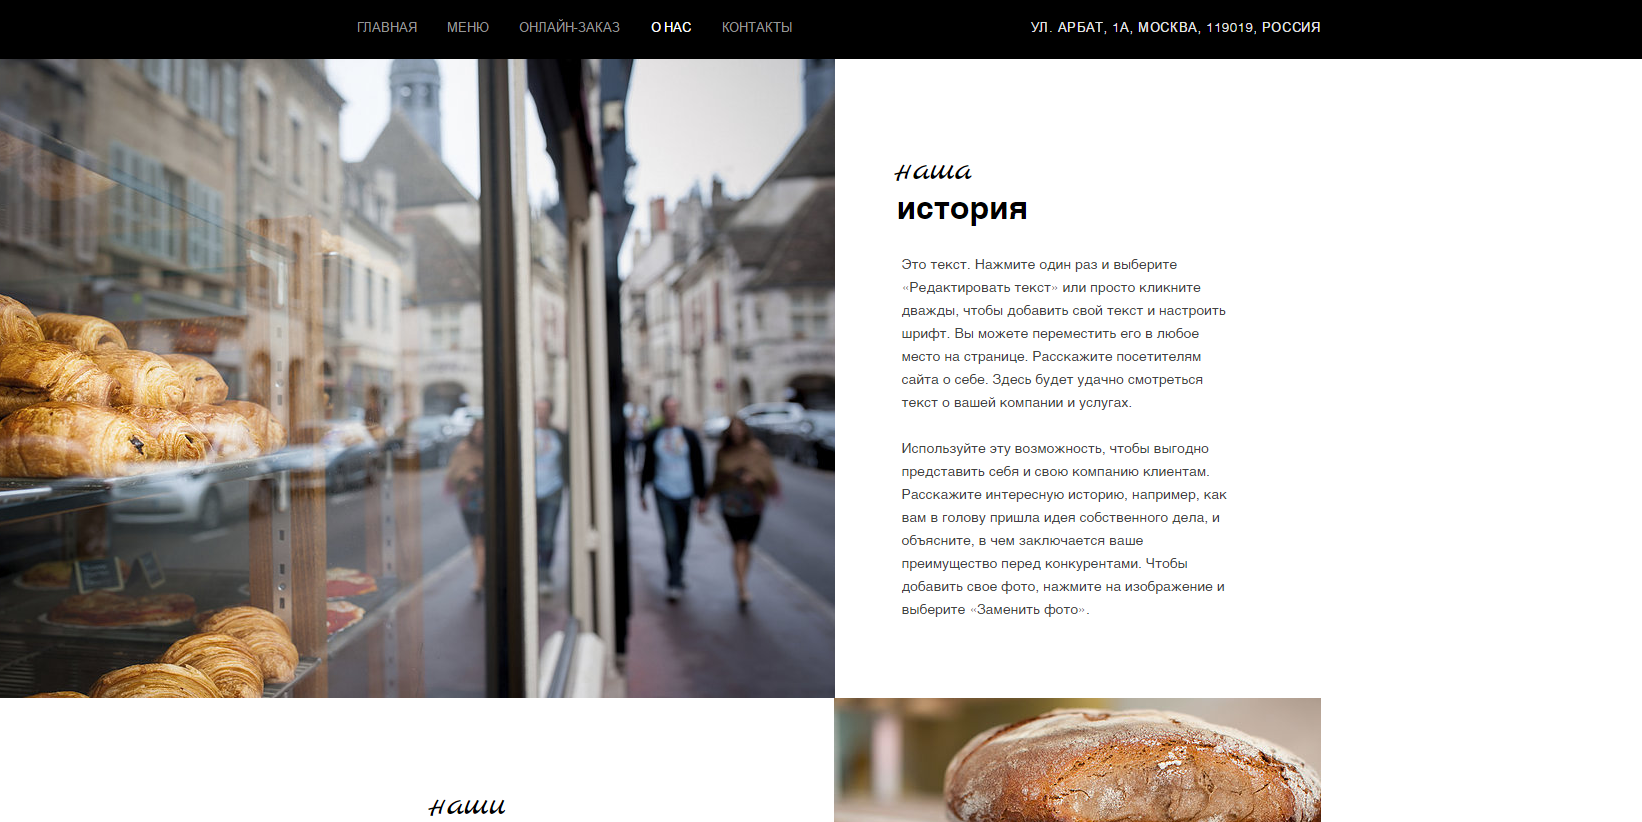 ГЛАВНАЯ МЕНЮ ОНЛАЙН-ЗАКАЗ О НАС КОНТАКТЫ УЛ. АРБАТ, 1А, МОСКВА, 119019, РОССИЯ
наша
история
Это текст. Нажмите один раз и выберите
«Редактировать текст» или просто кликните
дважды, чтобы добавить свой текст и настроить
шрифт. Вы можете переместить его в любое
место на странице. Расскажите посетителям
сайта о себе. Здесь будет удачно смотреться
текст о вашей компании и услугах.
Используйте эту возможность, чтобы выгодно
представить себя и свою компанию клиентам.
Расскажите интересную историю, например, как
вам в голову пришла идея собственного дела, и
объясните, в чем заключается ваше
преимущество перед конкурентами. Чтобы
добавить свое фото, нажмите на изображение и
выберите «Заменить фото».
наши